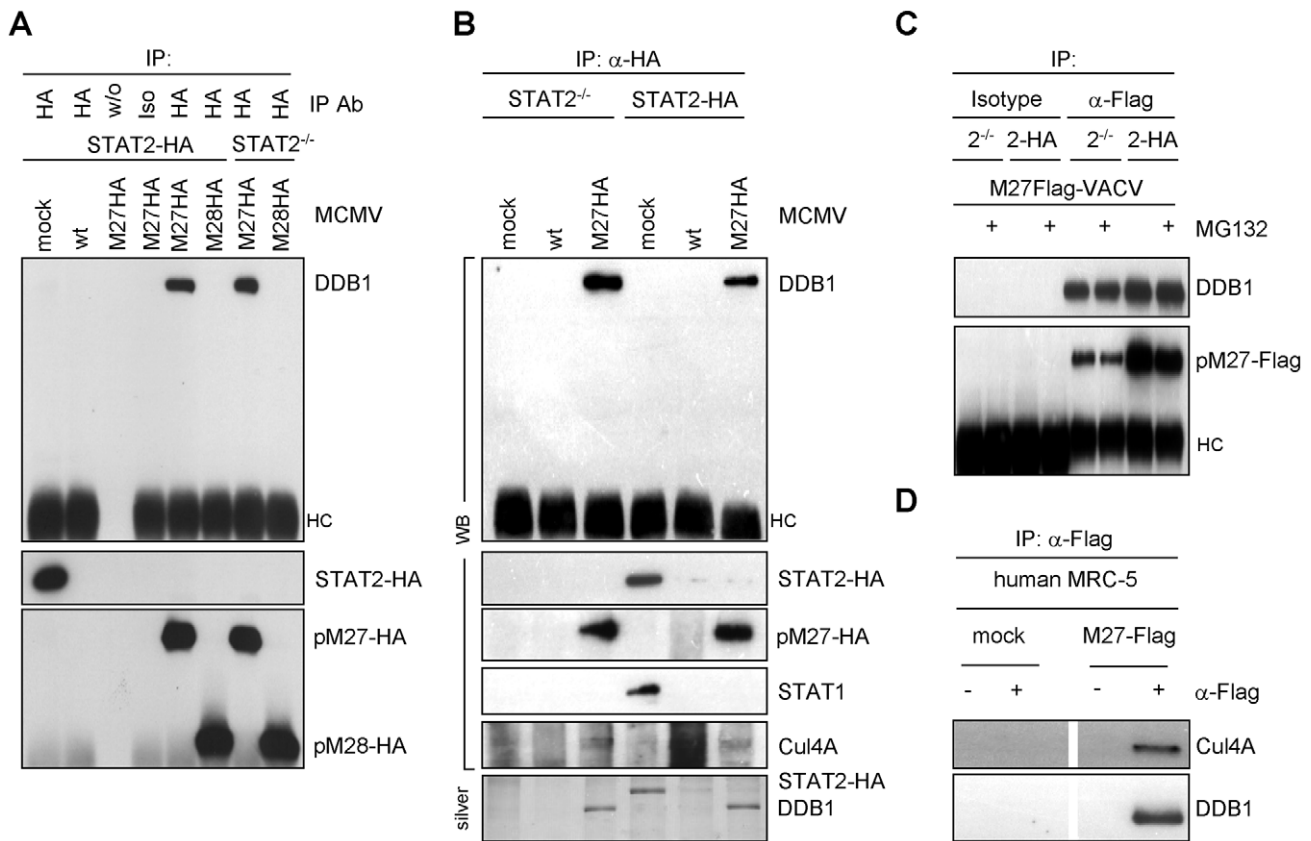 A
IP:
HA HA w/o Iso HA HA HA HA IP Ab
STAT2-HA STAT2-/-
mock wt M27HA M27HA M27HA M28HA M27HA M28HA MCMV
DDB1
HC
STAT2-HA
pM27-HA
pM28-HA
B
IP: α-HA
STAT2-/- STAT2-HA
mock wt M27HA mock wt M27HA MCMV
DDB1
HC
WB
STAT2-HA
pM27-HA
STAT1
Cul4A
silver
STAT2-HA
DDB1
C
IP:
Isotype α-Flag
2-/- 2-HA 2-/- 2-HA
M27Flag-VACV
+ + + + MG132
DDB1
pM27-Flag
HC
D
IP: α-Flag
human MRC-5
mock M27-Flag
- + - + α-Flag
Cul4A
DDB1